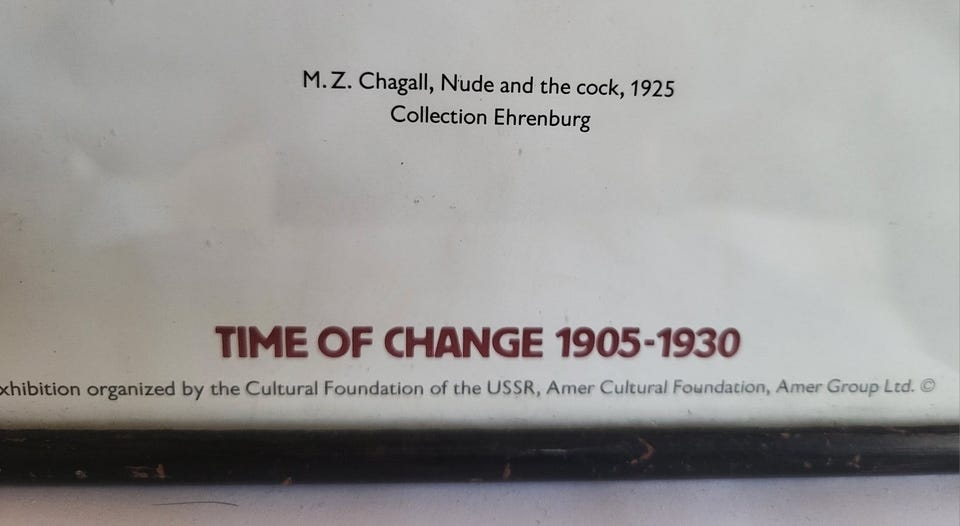 M.Z. Chagall, Nude and the cock, 1925
Collection Ehrenburg
TIME OF CHANGE 1905-1930
xhibition organized by the Cultural Foundation of the USSR, Amer Cultural Foundation, Amer Group Ltd. ©